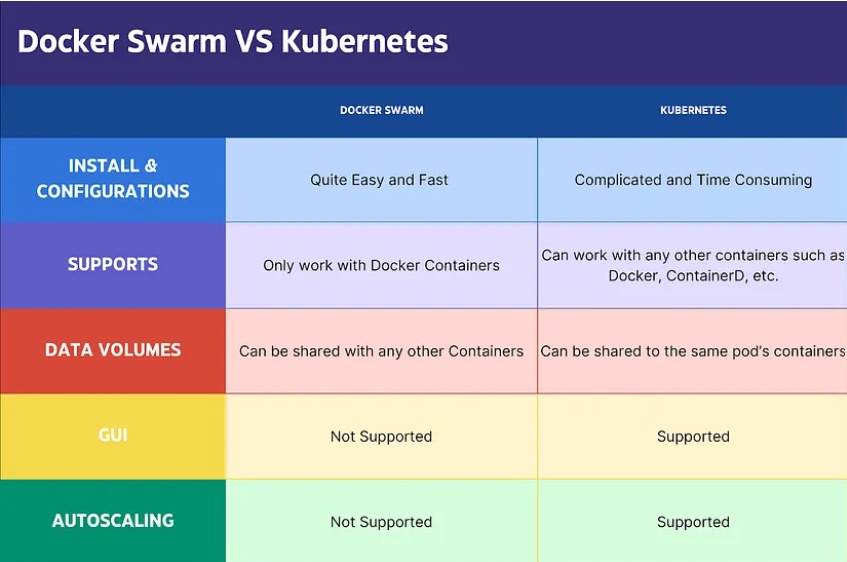 Docker Swarm VS Kubernetes
DOCKER SWARM
KUBERNETES
INSTALL &
CONFIGURATIONS
Quite Easy and Fast
Complicated and Time Consuming
SUPPORTS
Only work with Docker Containers
Can work with any other containers such as
Docker, ContainerD, etc.
DATA VOLUMES
Can be shared with any other Containers
Can be shared to the same pod's containers
GUI
Not Supported
Supported
AUTOSCALING
Not Supported
Supported